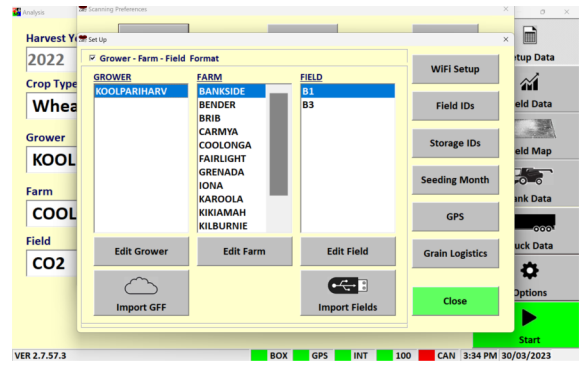 Analysis
Scanning Preferences
Set Up
Harvest Ye
2022
Crop Type
Whea
Grower
KOOL
Farm
COOL
Field
CO2
Grower - Farm - Field Format
GROWER
KOOLPARIHARV
FARM
BANKSIDE
BENDER
BRIB
CARMYA
COOLONGA
FAIRLIGHT
GRENADA
IONA
KAROOLA
KIKIAMAH
KILBURNIE
FIELD
B1
B3
Edit Grower
Edit Farm
Edit Field
Import GFF
Import Fields
WiFi Setup
Field IDs
Storage IDs
Seeding Month
GPS
Grain Logistics
Close
tup Data
eld Data
eld Map
nk Data
uck Data
Options
Start
VER 2.7.57.3
BOX GPS INT 100 CAN 3:34 PM 30/03/2023